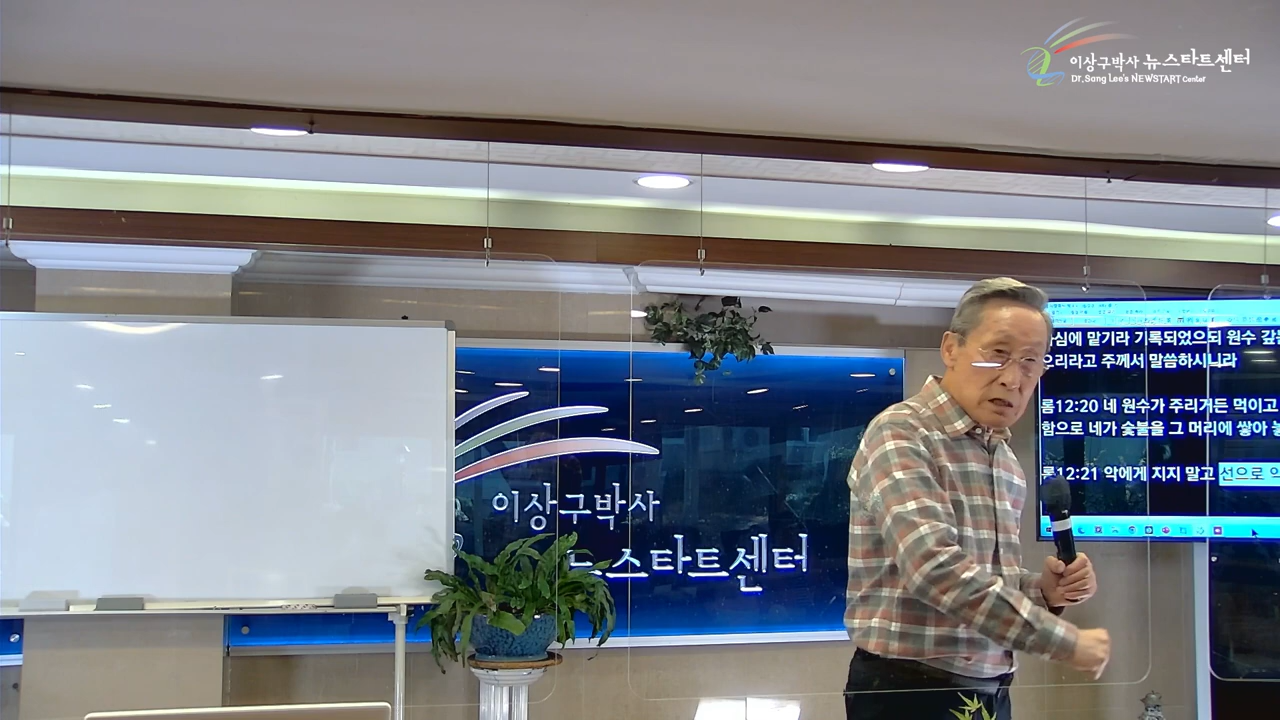 이상구박사 뉴스타트센터
Dr. Sang Lee's NEWSTART Center
심에 맡기라 기록되었으되 원수 갚
으리라고 주께서 말씀하시니라
롬12:20 네 원수가 주리거든 먹이고
함으로 네가 숯불을 그 머리에 쌓아
롬12:21 악에게 지지 말고 선으로
이상구박사
뉴스타트센터